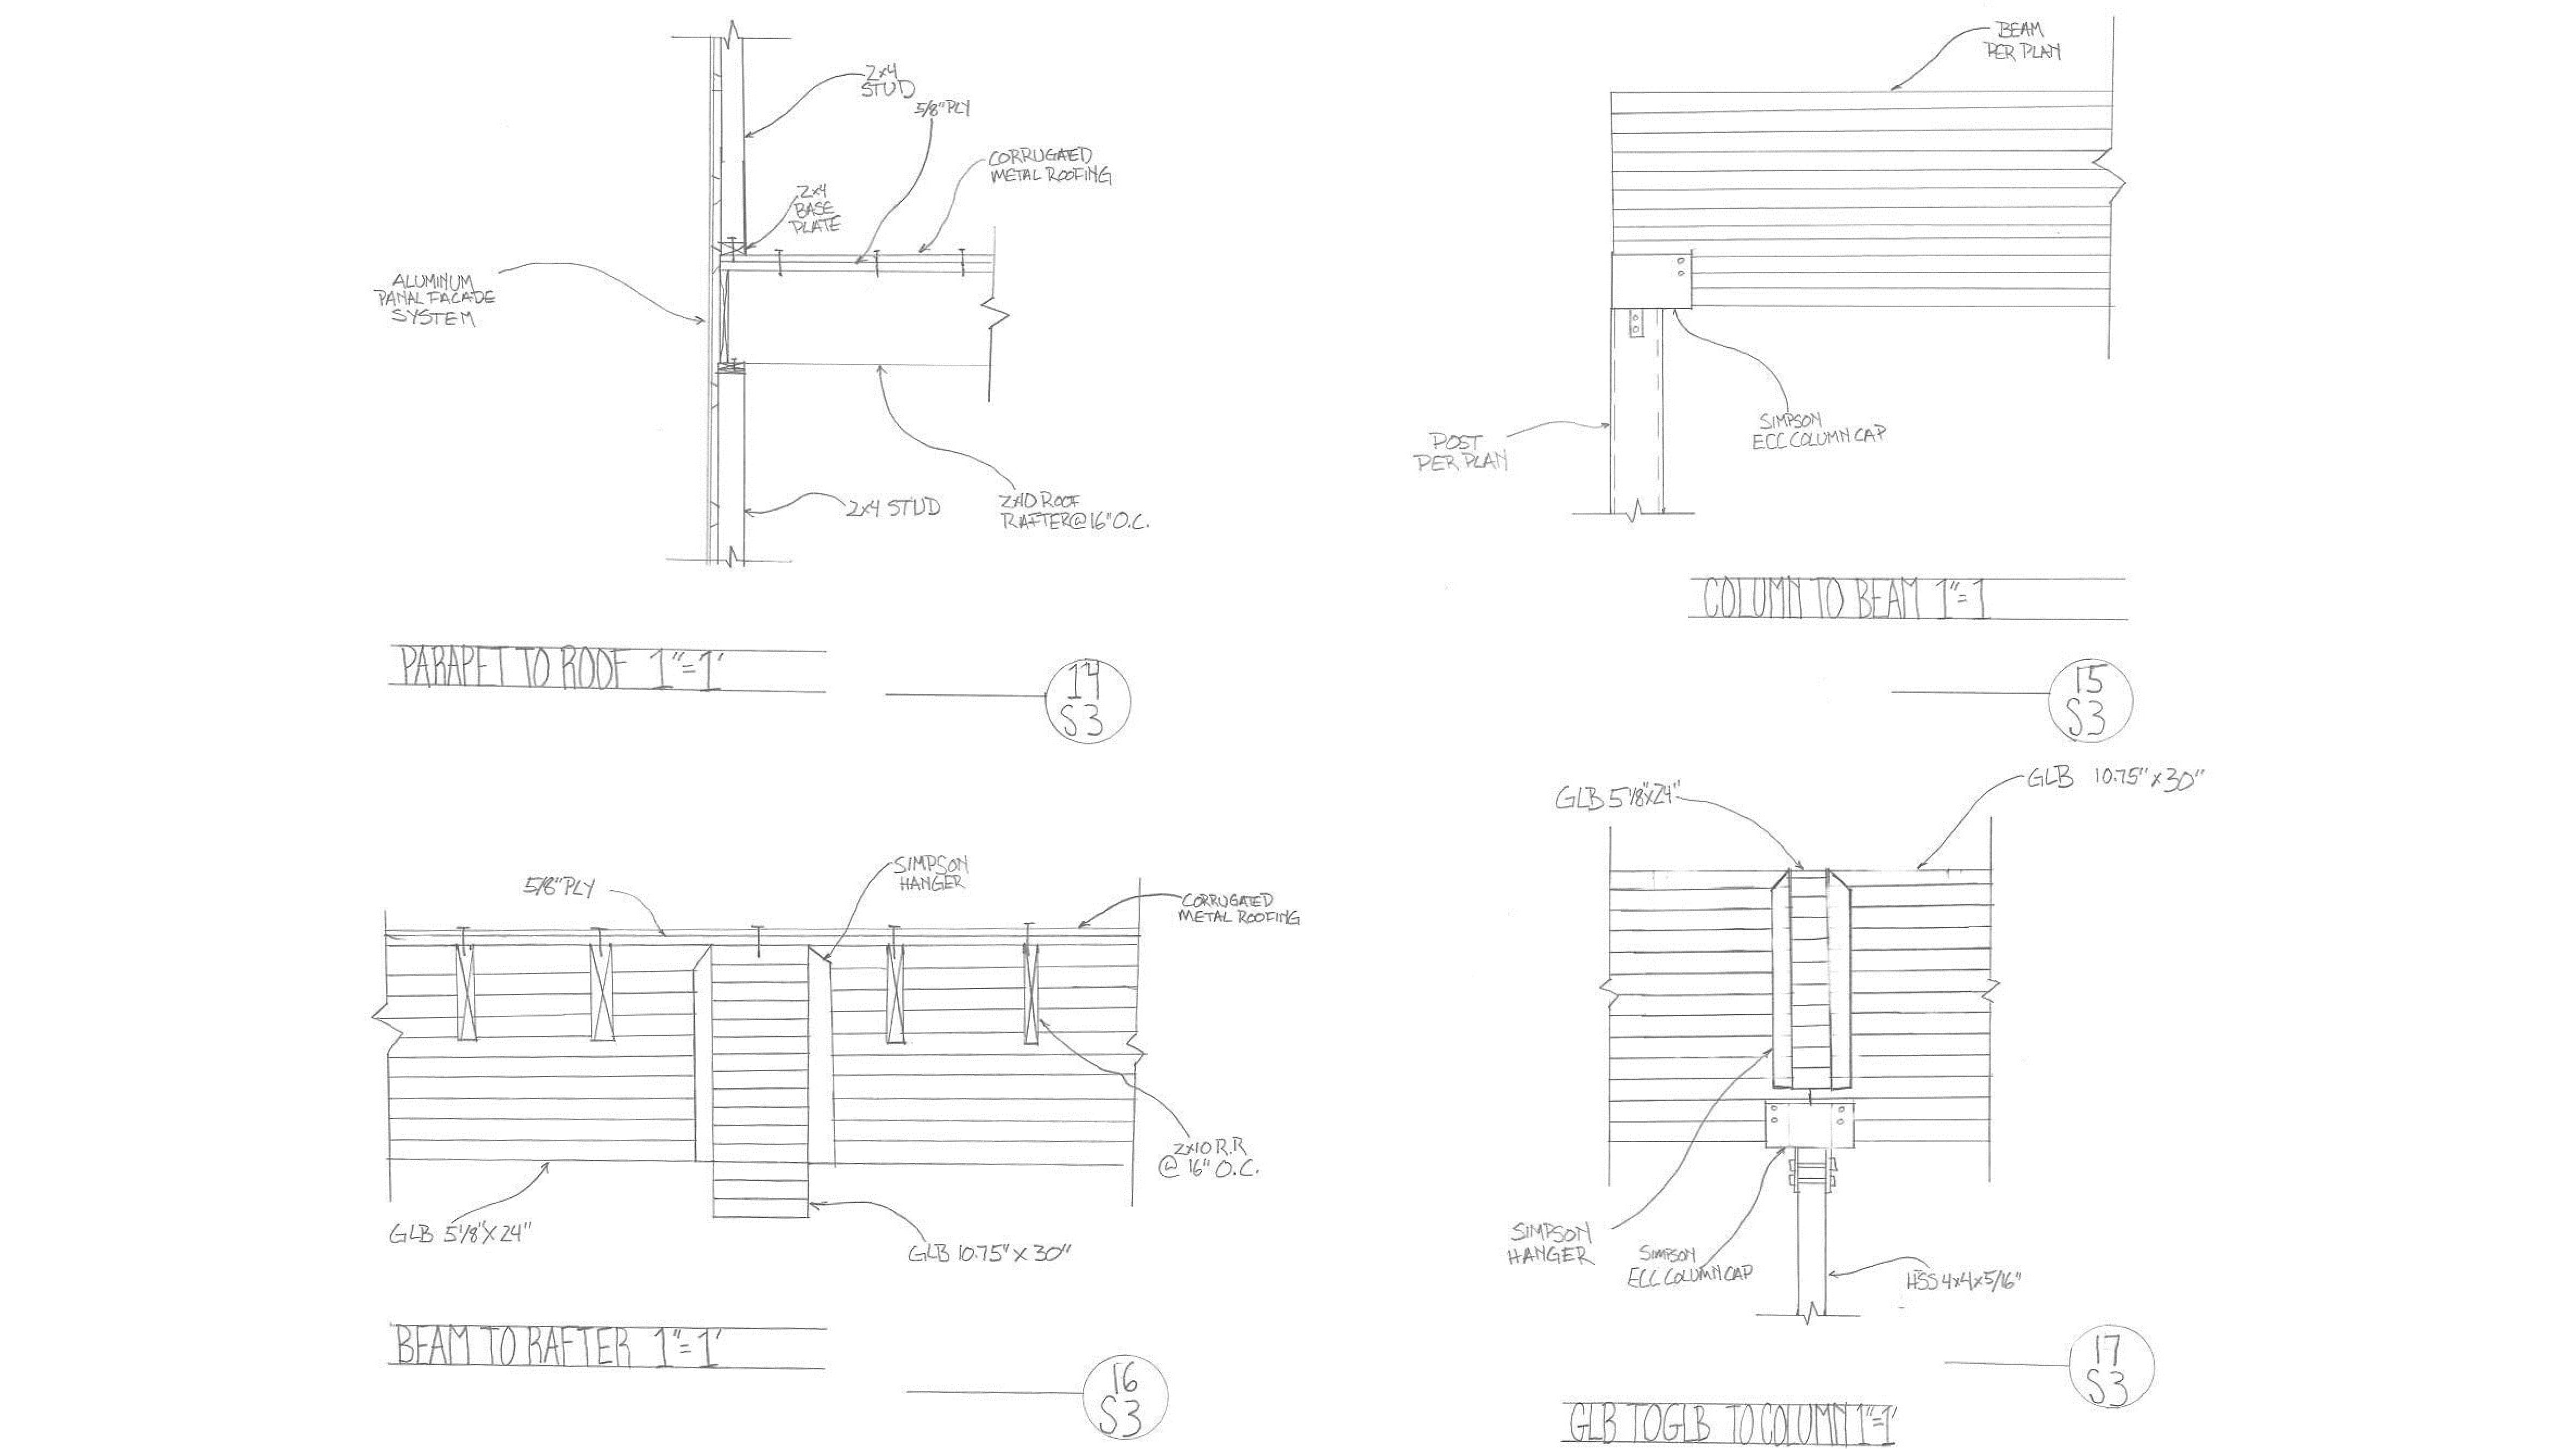 2x4
STUD
5/8" PLY
CORRUGATED
METAL ROOFING
2x4
BASE
PLATE
ALUMINUM
PANAL FACADE
SYSTEM
2x4 STUD
2x10 ROOF
RAFTER@16"O.C.
PARAPET TO ROOF 1"=1'
14
S3
BEAM
PER PLAN
SIMPSON
ECC COLUMN CAP
POST
PER PLAN
COLUMN TO BEAM 1"=1
15
S3
5/8" PLY
SIMPSON
HANGER
CORRUGATED
METAL ROOFING
2x10 R.R
@ 16" O.C.
GLB 5 1/8"X24"
GLB 10.75" X 30"
BEAM TO RAFTER 1"=1'
16
S3
GLB 5 1/8"X24"
GLB 10.75" x 30"
SIMPSON
HANGER
SIMPSON
ECC COLUMN CAP
HSS 4x4x5/16"
17
S3
GLB TO GLB TO COLUMN 1"=1'